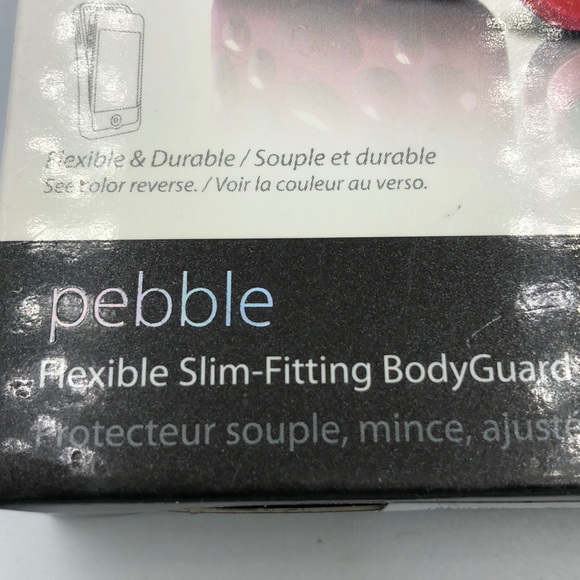 Flexible & Durable / Souple et durable
See color reverse. / Voir la couleur au verso.
pebble
Flexible Slim-Fitting BodyGuard
Protecteur souple, mince, ajusté